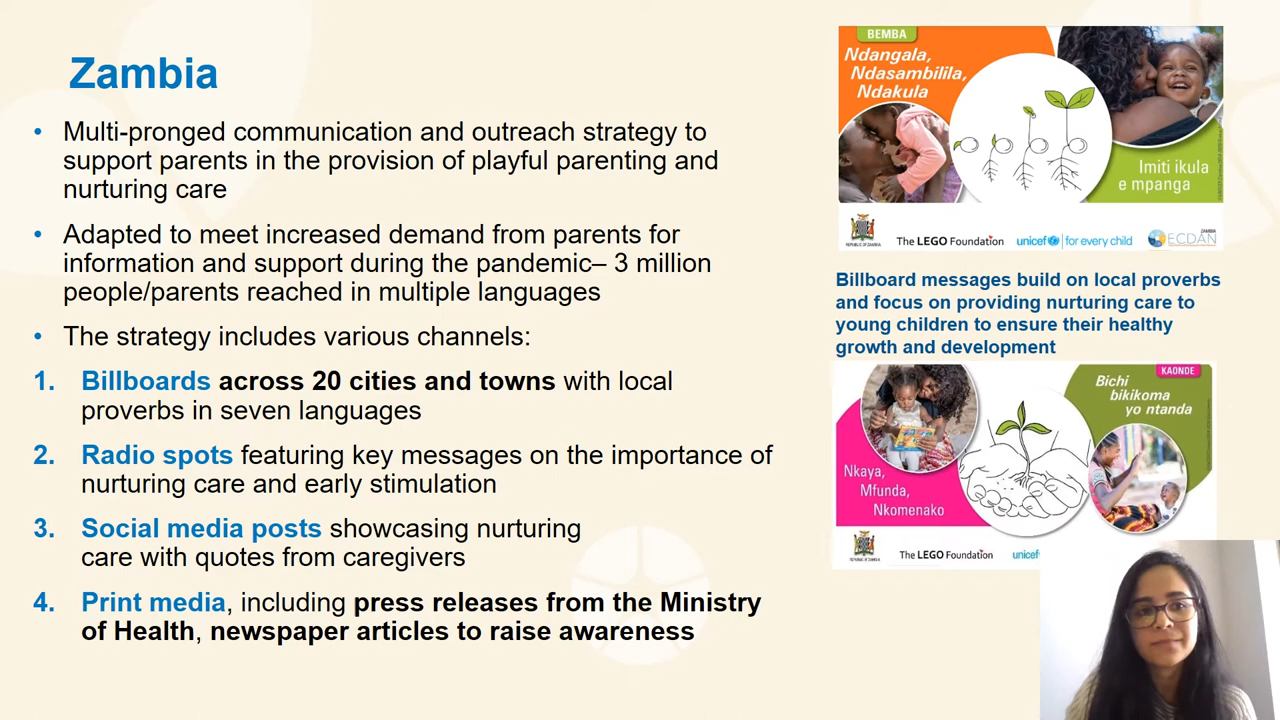 Zambia
• Multi-pronged communication and outreach strategy to
support parents in the provision of playful parenting and
nurturing care
• Adapted to meet increased demand from parents for
information and support during the pandemic– 3 million
people/parents reached in multiple languages
• The strategy includes various channels:
1. Billboards across 20 cities and towns with local
proverbs in seven languages
2. Radio spots featuring key messages on the importance of
nurturing care and early stimulation
3. Social media posts showcasing nurturing
care with quotes from caregivers
4. Print media, including press releases from the Ministry
of Health, newspaper articles to raise awareness
BEMBA
Ndangala,
Ndasambilila,
Ndakula
Imiti ikula
e mpanga
REPUBLIC OF ZAMBIA
The LEGO Foundation
unicef | for every child
ZAMBIA
ECDAN
Billboard messages build on local proverbs
and focus on providing nurturing care to
young children to ensure their healthy
growth and development
KAONDE
Bichi
bikikoma
yo ntanda
Nkaya,
Mfunda,
Nkomenako
REPUBLIC OF ZAMBIA
The LEGO Foundation
unicef